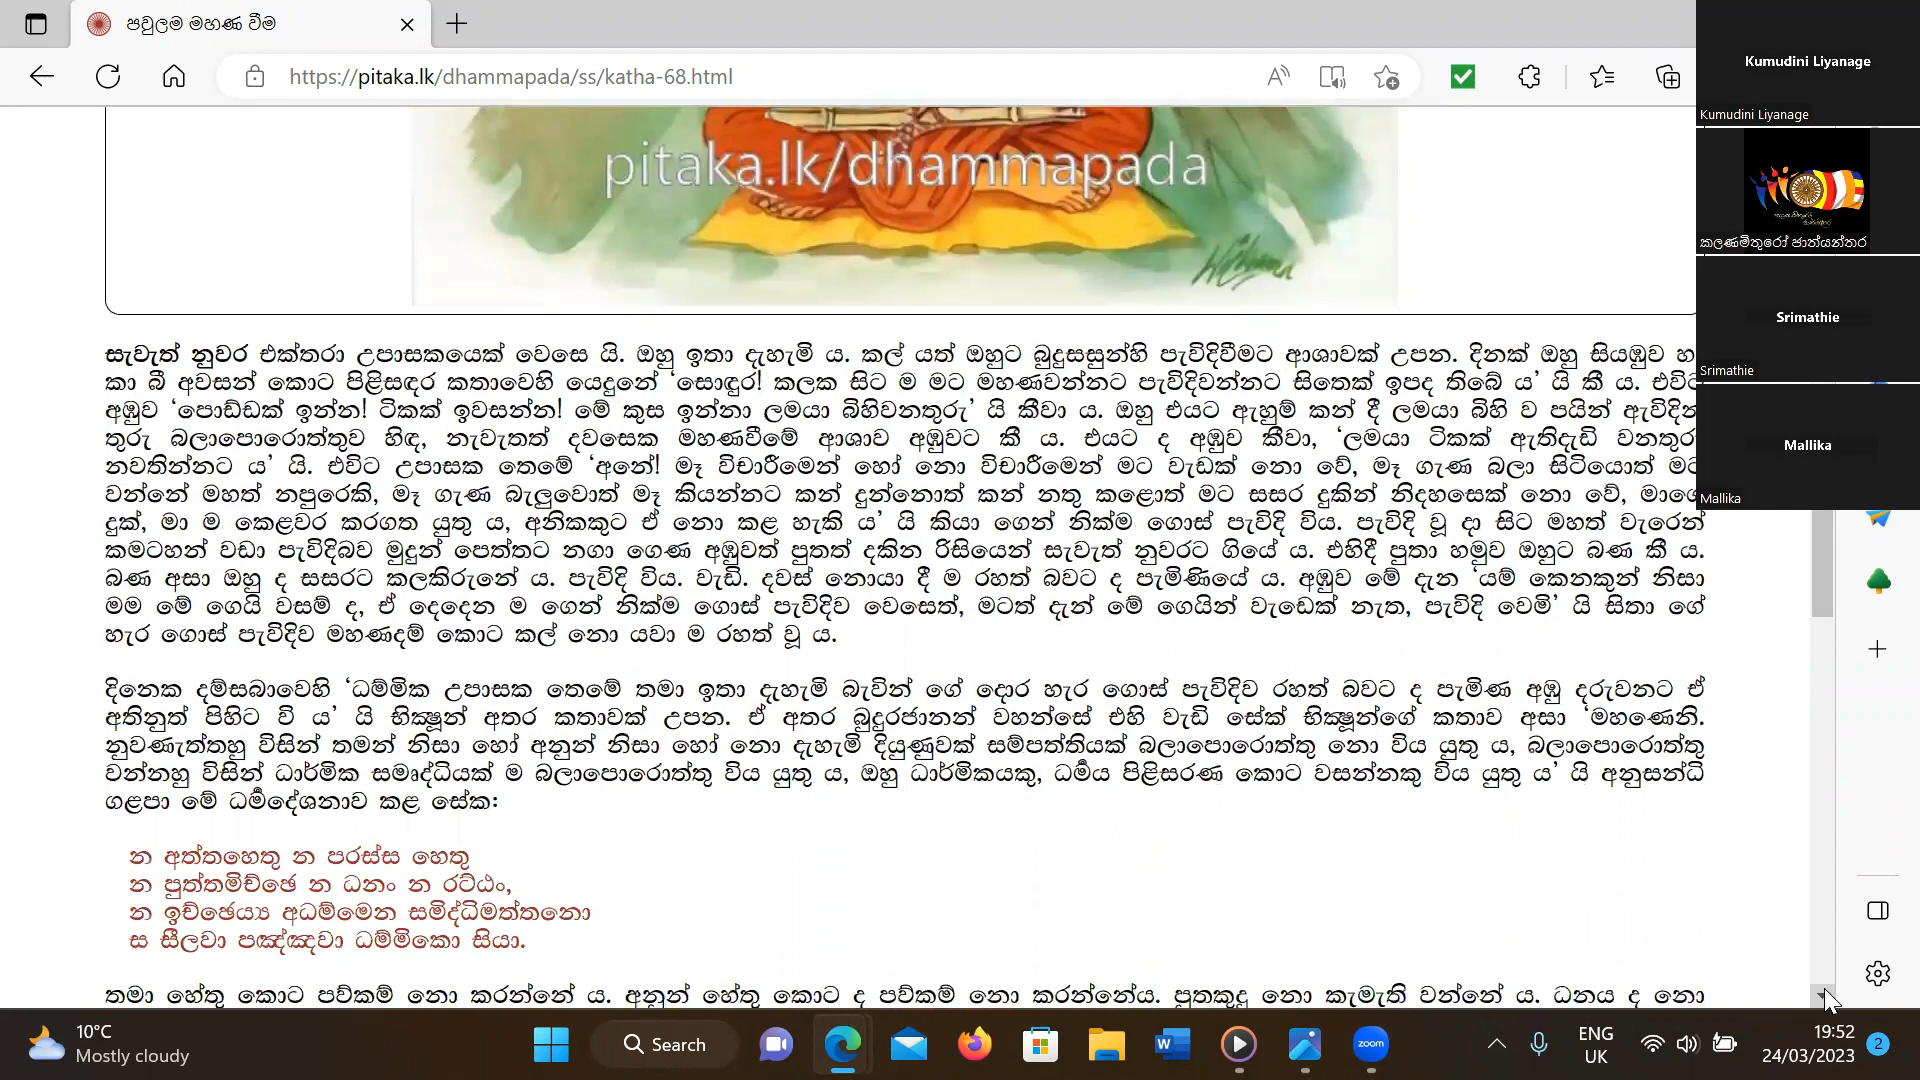 පවුලම මහණ වීම
https://pitaka.lk/dhammapada/ss/katha-68.html
Kumudini Liyanage
Kumudini Liyanage
pitaka.lk/dhammapada
කලණමිතුරෝ ජාත්‍යන්තර
Srimathie
Srimathie
Mallika
Mallika
සැවැත් නුවර එක්තරා උපාසකයෙක් වෙසෙ යි. ඔහු ඉතා දැහැමි ය. කල් යත් ඔහුට බුදුසසුන්හි පැවිදිවීමට ආශාවක් උපන. දිනක් ඔහු සියඹුව
කා බී අවසන් කොට පිළිසඳර කතාවෙහි යෙදුනේ ‘සොඳුර! කලක සිට ම මට මහණවන්නට පැවිදිවන්නට සිතෙක් ඉපද තිබේ ය’ යි කී ය.
අඹුව ‘පොඩ්ඩක් ඉන්න! ටිකක් ඉවසන්න! මේ කුස ඉන්නා ලමයා බිහිවනතුරු’ යි කීවා ය. ඔහු එයට ඇහුම් කන් දී ලමයා බිහි ව පයින්
තුරු බලාපොරොත්තුව හිඳ, නැවැතත් දවසෙක මහණවීමේ ආශාව අඹුවට කී ය. එයට ද අඹුව කීවා, ‘ලමයා ටිකක් ඇතිදැඩි
නවතින්නට ය’ යි. එවිට උපාසක තෙමේ ‘අනේ! මෑ විචාරීමෙන් හෝ නො විචාරීමෙන් මට වැඩක් නො වේ, මෑ ගැණ බලා සිටියොත්
වන්නේ මහත් නපුරෙකි, මෑ ගැණ බැලුවොත් මෑ කියන්නට කන් දුන්නොත් කන් නතු කළොත් මට සසර දුකින් නිදහසෙක් නො වේ,
දුක්, මා ම කෙළවර කරගත යුතු ය, අනිකකුට ඒ නො කළ හැකි ය’ යි කියා ගෙන් නික්ම ගොස් පැවිදි විය. පැවිදි වූ දා සිට මහත් වැරෙන්
කමටහන් වඩා පැවිදිබව මුදුන් පෙත්තට නගා ගෙණ අඹුවත් පුතත් දකින රිසියෙන් සැවැත් නුවරට ගියේ ය. එහිදී පුතා හමුව ඔහුට බණ කී ය.
බණ අසා ඔහු ද සසරට කලකිරුනේ ය. පැවිදි විය. වැඩි. දවස් නොයා දී ම රහත් බවට ද පැමිණියේ ය. අඹුව මේ දැන ‘යම් කෙනකුන් නිසා
මම මේ ගෙයි වසම් ද, ඒ දෙදෙන ම ගෙන් නික්ම ගොස් පැවිදිව වෙසෙත්, මටත් දැන් මේ ගෙයින් වැඩෙක් නැත, පැවිදි වෙමි’ යි සිතා ගේ
හැර ගොස් පැවිදිව මහණදම් කොට කල් නො යවා ම රහත් වූ ය.
දිනෙක දම්සබාවෙහි ‘ධම්මික උපාසක තෙමේ තමා ඉතා දැහැමි බැවින් ගේ දොර හැර ගොස් පැවිදිව රහත් බවට ද පැමිණ අඹු දරුවනට ඒ
අතිනුත් පිහිට වි ය’ යි භික්‍ෂූන් අතර කතාවක් උපන. ඒ අතර බුදුරජානන් වහන්සේ එහි වැඩි සේක් භික්‍ෂූන්ගේ කතාව අසා ‘මහණෙනි.
නුවණැත්තහු විසින් තමන් නිසා හෝ අනුන් නිසා හෝ නො දැහැමි දියුණුවක් සම්පත්තියක් බලාපොරොත්තු නො විය යුතු ය, බලාපොරොත්තු
වන්නහු විසින් ධාර්මික සමෘද්ධියක් ම බලාපොරොත්තු විය යුතු ය, ඔහු ධාර්මිකයකු, ධර්‍මය පිළිසරණ කොට වසන්නකු විය යුතු ය’ යි අනුසන්ධි
ගළපා මේ ධර්‍මදේශනාව කළ සේක:
න අත්තහෙතු න පරස්ස හෙතු
න පුත්තමිච්ඡෙ න ධනං න රට්ඨං,
න ඉච්ඡෙය්‍ය අධම්මෙන සමිද්ධිමත්තනො
ස සීලවා පඤ්ඤවා ධම්මිකො සියා.
තමා හේතු කොට පව්කම් නො කරන්නේ ය. අනුන් හේතු කොට ද පව්කම් නො කරන්නේය. පුතකුදු නො කැමැති වන්නේ ය. ධනය ද නො
10°C
Mostly cloudy
Search
zoom
ENG
UK
19:52
24/03/2023
2